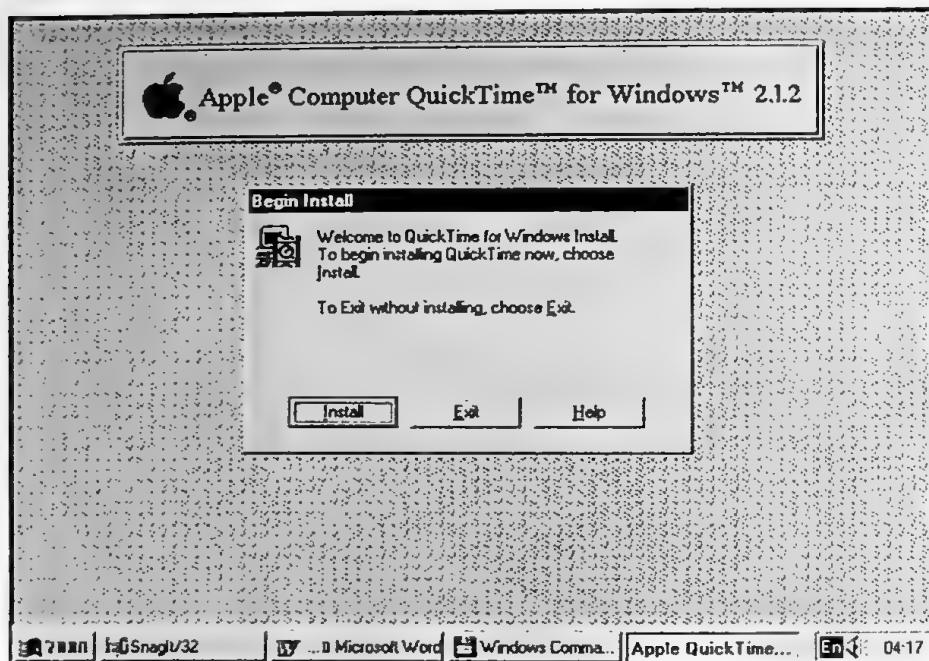 Apple® Computer QuickTime™ for Windows™ 2.1.2
Begin Install
Welcome to QuickTime for Windows Install.
To begin installing QuickTime now, choose
Install.
To Exit without installing, choose Exit.
Install Exit Help
SnagIt/32 ... Microsoft Word Windows Comma... Apple QuickTime... En 04:17